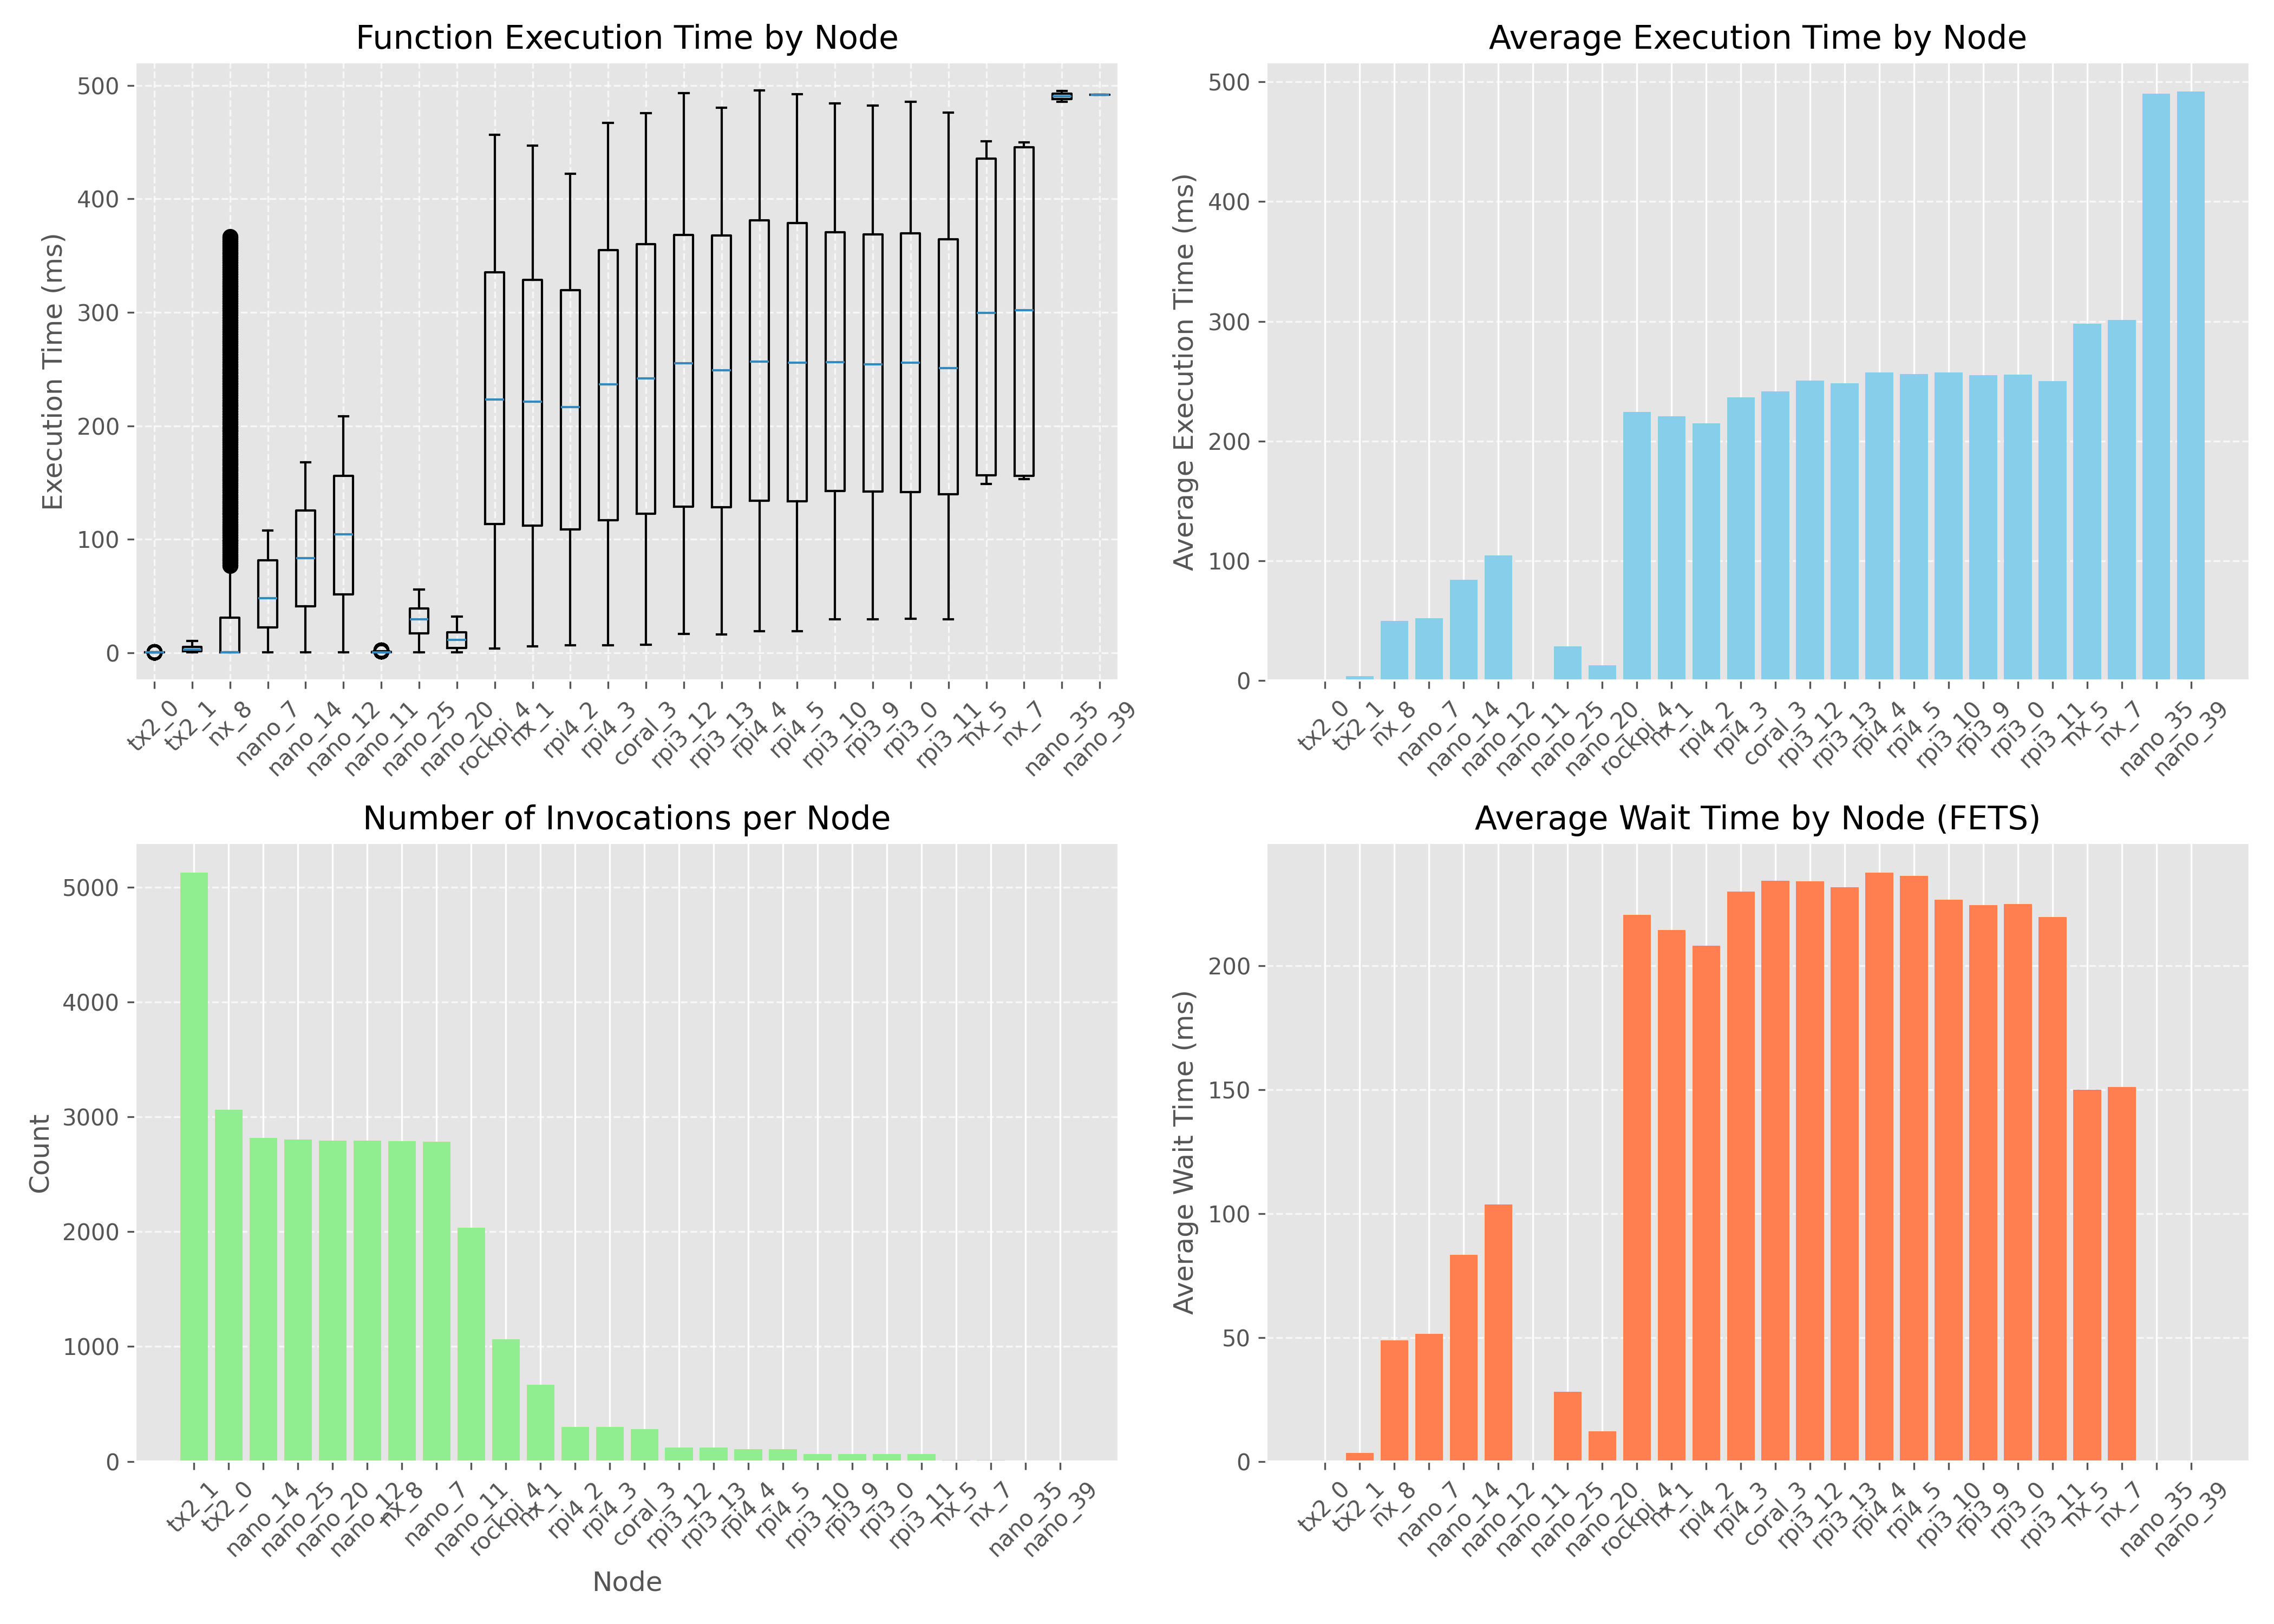 Function Execution Time by Node
Execution Time (ms)
500
400
300
200
100
0
tx2_0
tx2_1
nx_8
nano_7
nano_14
nano_12
nano_11
nano_25
nano_20
rockpi_4
nx_1
rpi4_2
rpi4_3
coral_3
rpi3_12
rpi3_13
rpi4_4
rpi4_5
rpi3_10
rpi3_9
rpi3_0
rpi3_11
nx_5
nx_7
nano_35
nano_39
Average Execution Time by Node
Average Execution Time (ms)
500
400
300
200
100
0
tx2_0
tx2_1
nx_8
nano_7
nano_14
nano_12
nano_11
nano_25
nano_20
rockpi_4
nx_1
rpi4_2
rpi4_3
coral_3
rpi3_12
rpi3_13
rpi4_4
rpi4_5
rpi3_10
rpi3_9
rpi3_0
rpi3_11
nx_5
nx_7
nano_35
nano_39
Number of Invocations per Node
Count
5000
4000
3000
2000
1000
0
tx2_1
tx2_0
nano_14
nano_25
nano_20
nano_12
nx_8
nano_7
nano_11
rockpi_4
nx_1
rpi4_2
rpi4_3
coral_3
rpi3_12
rpi3_13
rpi4_4
rpi4_5
rpi3_10
rpi3_9
rpi3_0
rpi3_11
nx_5
nx_7
nano_35
nano_39
Node
Average Wait Time by Node (FETS)
Average Wait Time (ms)
200
150
100
50
0
tx2_0
tx2_1
nx_8
nano_7
nano_14
nano_12
nano_11
nano_25
nano_20
rockpi_4
nx_1
rpi4_2
rpi4_3
coral_3
rpi3_12
rpi3_13
rpi4_4
rpi4_5
rpi3_10
rpi3_9
rpi3_0
rpi3_11
nx_5
nx_7
nano_35
nano_39